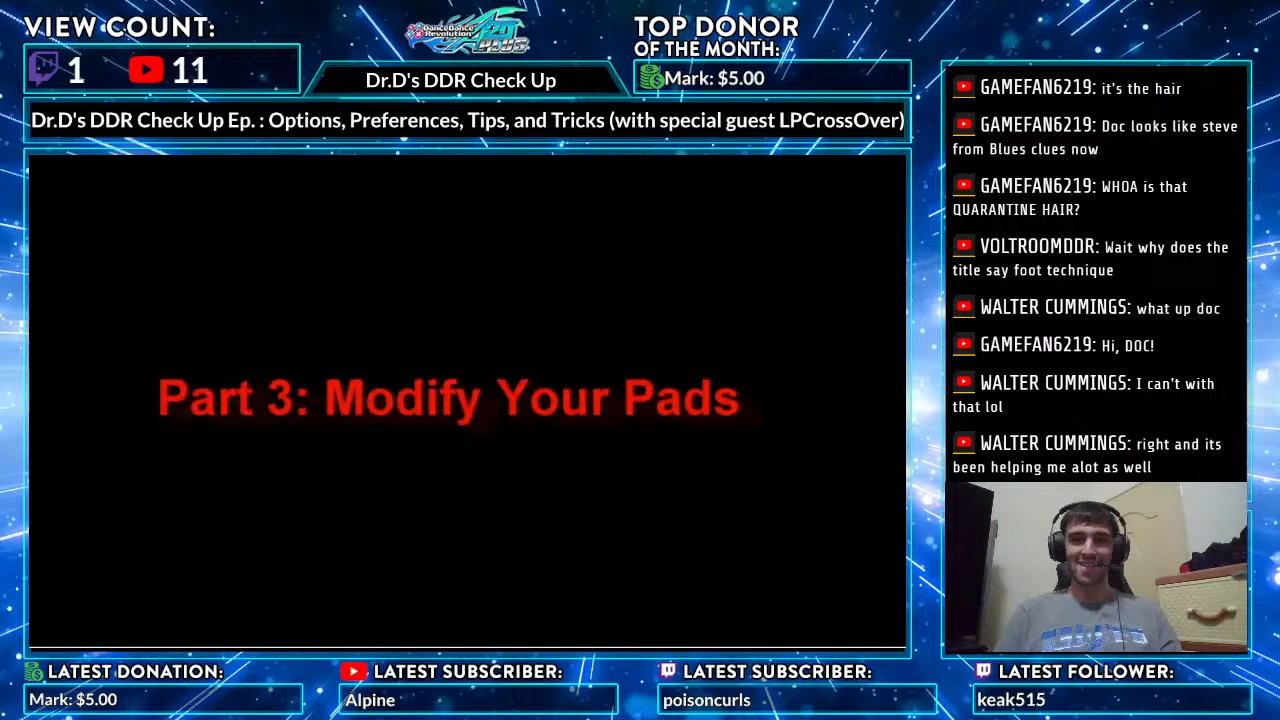 VIEW COUNT:
1
11
DanceDance
Revolution
A20
PLUS
Dr.D's DDR Check Up
TOP DONOR
OF THE MONTH:
Mark: $5.00
Dr.D's DDR Check Up Ep. : Options, Preferences, Tips, and Tricks (with special guest LPCrossOver)
Part 3: Modify Your Pads
GAMEFAN6219: it's the hair
GAMEFAN6219: Doc looks like steve
from Blues clues now
GAMEFAN6219: WHOA is that
QUARANTINE HAIR?
VOLTROOMDDR: Wait why does the
title say foot technique
WALTER CUMMINGS: what up doc
GAMEFAN6219: Hi, DOC!
WALTER CUMMINGS: I can't with
that lol
WALTER CUMMINGS: right and its
been helping me alot as well
LATEST DONATION:
Mark: $5.00
LATEST SUBSCRIBER:
Alpine
LATEST SUBSCRIBER:
poisoncurls
LATEST FOLLOWER:
keak515